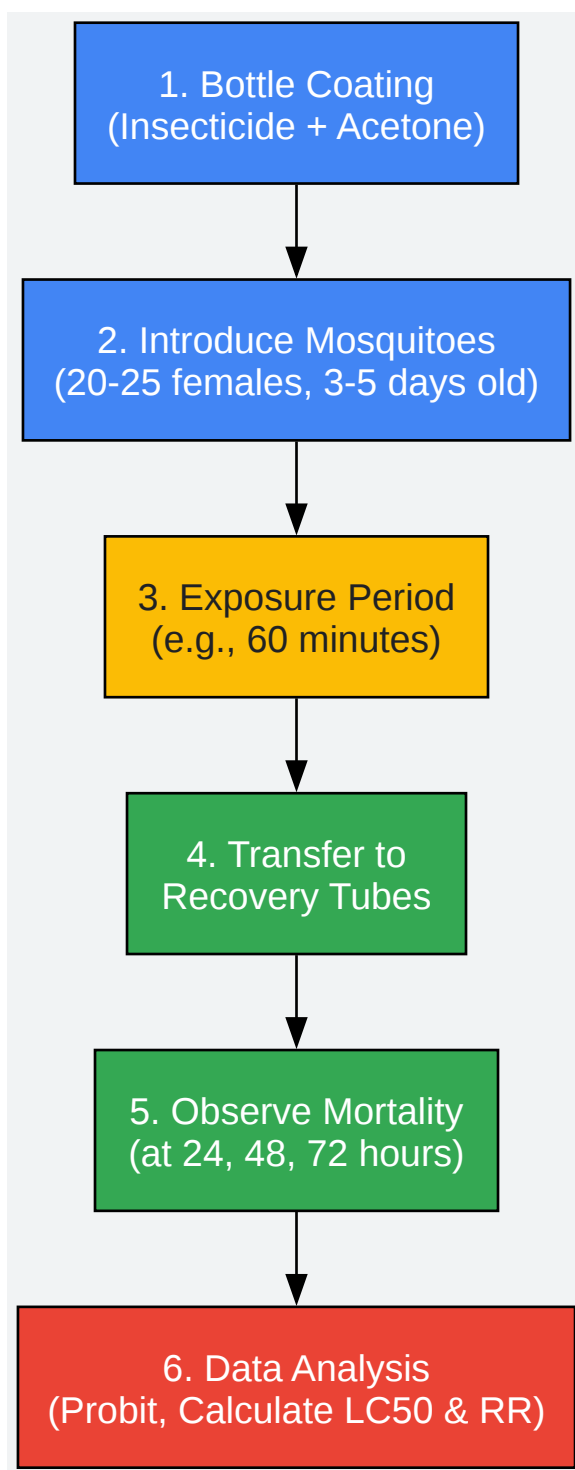 1. Bottle Coating
(Insecticide + Acetone)
2. Introduce Mosquitoes
(20-25 females, 3-5 days old)
3. Exposure Period
(e.g., 60 minutes)
4. Transfer to
Recovery Tubes
5. Observe Mortality
(at 24, 48, 72 hours)
6. Data Analysis
(Probit, Calculate LC50 & RR)